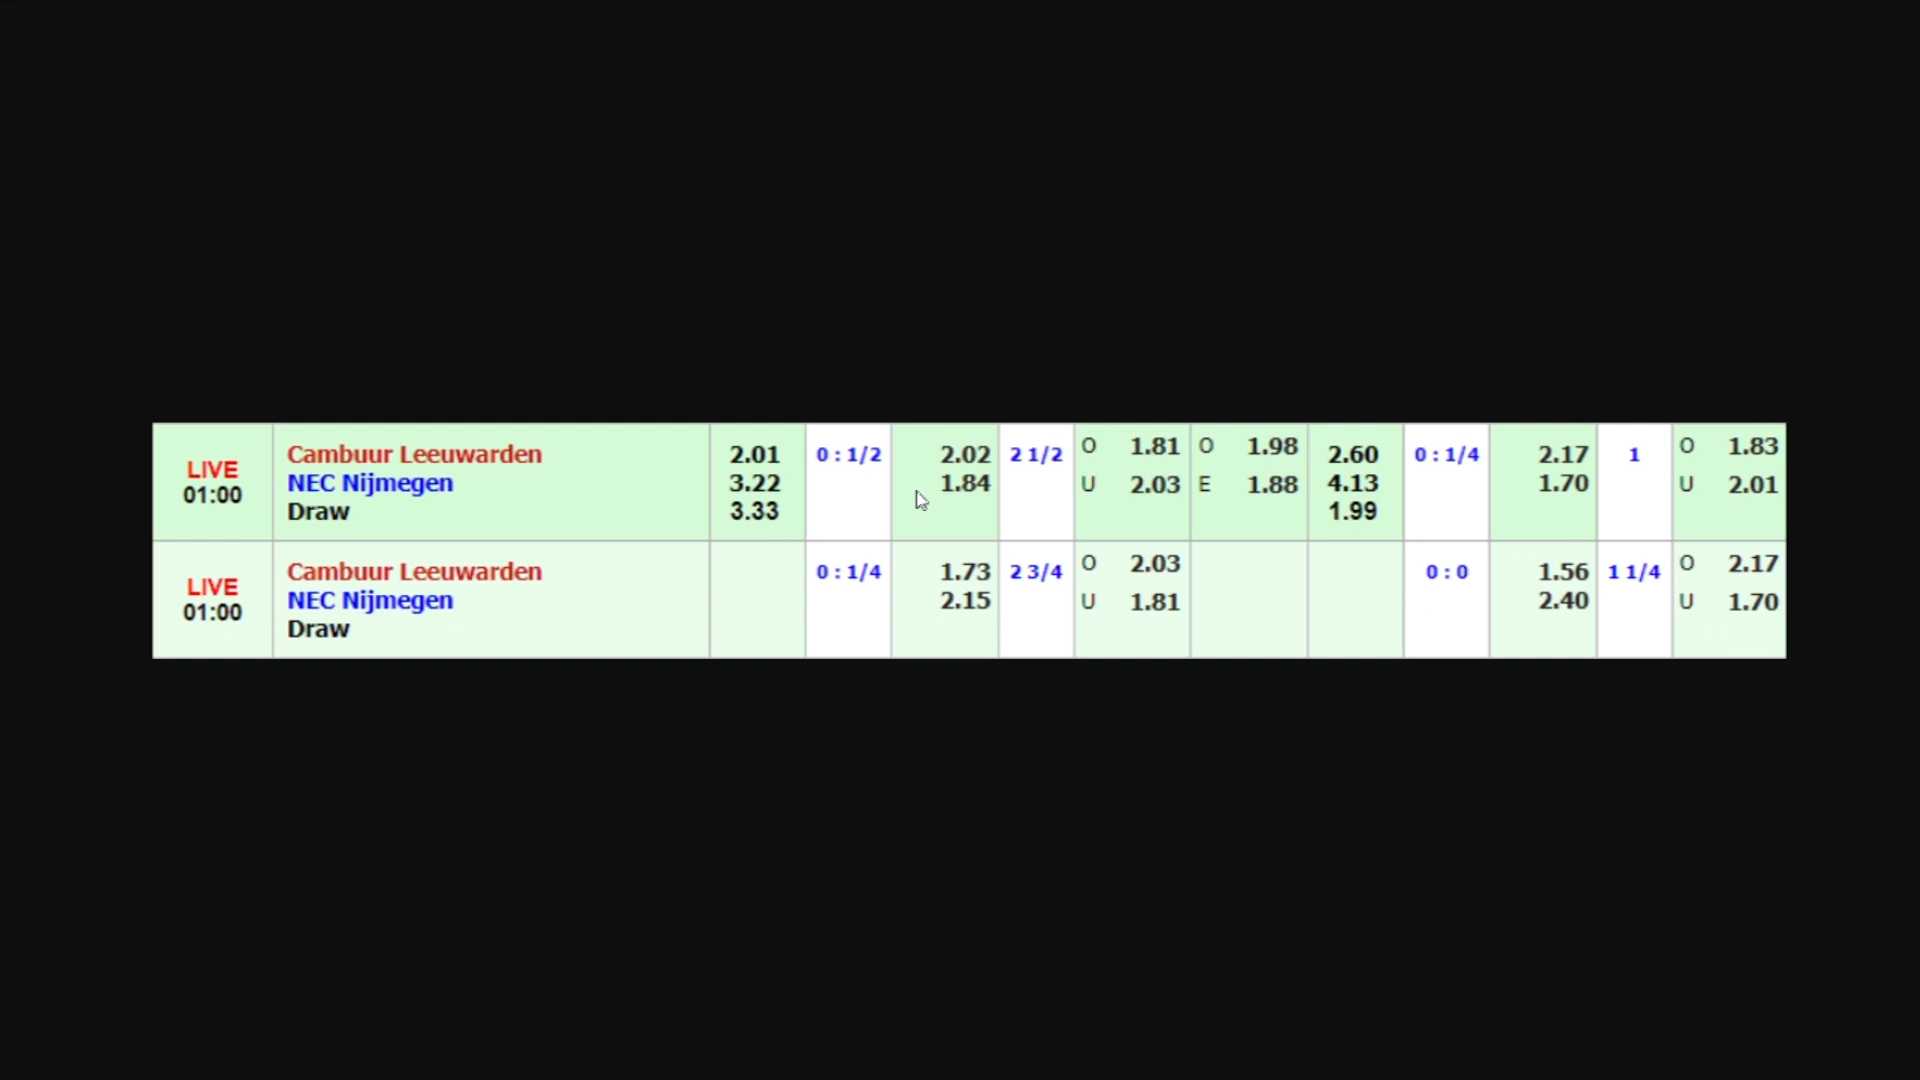 LIVE 01:00 Cambuur Leeuwarden 2.01 0 : 1/2 2.02 2 1/2 O 1.81 O 1.98 2.60 0 : 1/4 2.17 1 O 1.83
NEC Nijmegen 3.22 1.84 U 2.03 E 1.88 4.13 1.70 U 2.01
Draw 3.33 1.99
LIVE 01:00 Cambuur Leeuwarden 0 : 1/4 1.73 2 3/4 O 2.03 0 : 0 1.56 1 1/4 O 2.17
NEC Nijmegen 2.15 U 1.81 2.40 U 1.70
Draw